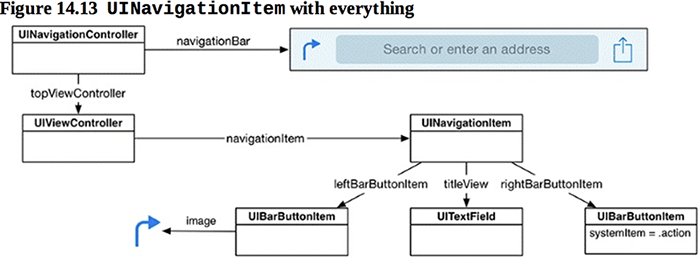 Figure 14.13 UINavigationItem with everything
UINavigationController
navigationBar
Search or enter an address
topViewController
UIViewController
navigationItem
UINavigationItem
leftBarButtonItem
titleView
rightBarButtonItem
image
UIBarButtonItem
UITextField
UIBarButtonItem
systemItem = .action